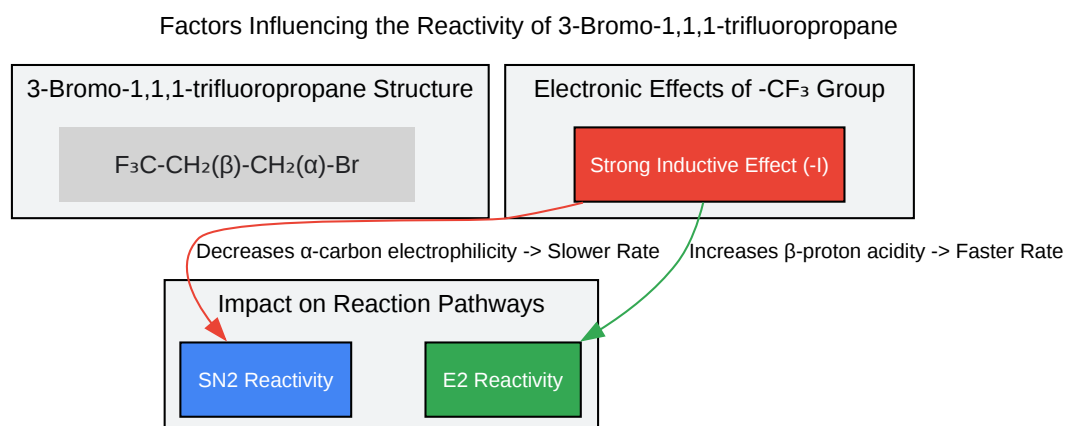 Factors Influencing the Reactivity of 3-Bromo-1,1,1-trifluoropropane
3-Bromo-1,1,1-trifluoropropane Structure
F₃C-CH₂(β)-CH₂(α)-Br
Electronic Effects of -CF₃ Group
Strong Inductive Effect (-I)
Decreases α-carbon electrophilicity -> Slower Rate
Increases β-proton acidity -> Faster Rate
Impact on Reaction Pathways
SN2 Reactivity
E2 Reactivity